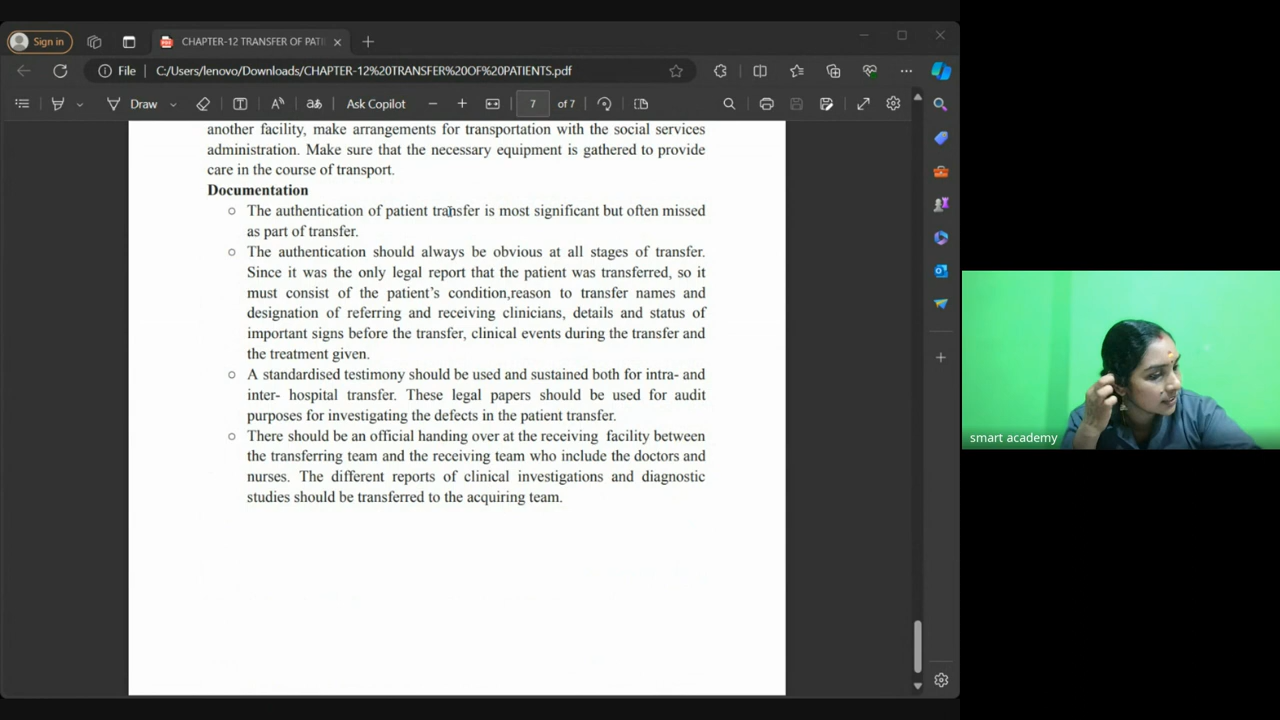 Sign in
CHAPTER-12 TRANSFER OF PATI
File
C:/Users/lenovo/Downloads/CHAPTER-12%20TRANSFER%20OF%20PATIENTS.pdf
Draw
aあ
Ask Copilot
7 of 7
another facility, make arrangements for transportation with the social services
administration. Make sure that the necessary equipment is gathered to provide
care in the course of transport.
Documentation
○ The authentication of patient transfer is most significant but often missed
as part of transfer.
○ The authentication should always be obvious at all stages of transfer.
Since it was the only legal report that the patient was transferred, so it
must consist of the patient's condition,reason to transfer names and
designation of referring and receiving clinicians, details and status of
important signs before the transfer, clinical events during the transfer and
the treatment given.
○ A standardised testimony should be used and sustained both for intra- and
inter- hospital transfer. These legal papers should be used for audit
purposes for investigating the defects in the patient transfer.
○ There should be an official handing over at the receiving facility between
the transferring team and the receiving team who include the doctors and
nurses. The different reports of clinical investigations and diagnostic
studies should be transferred to the acquiring team.
smart academy